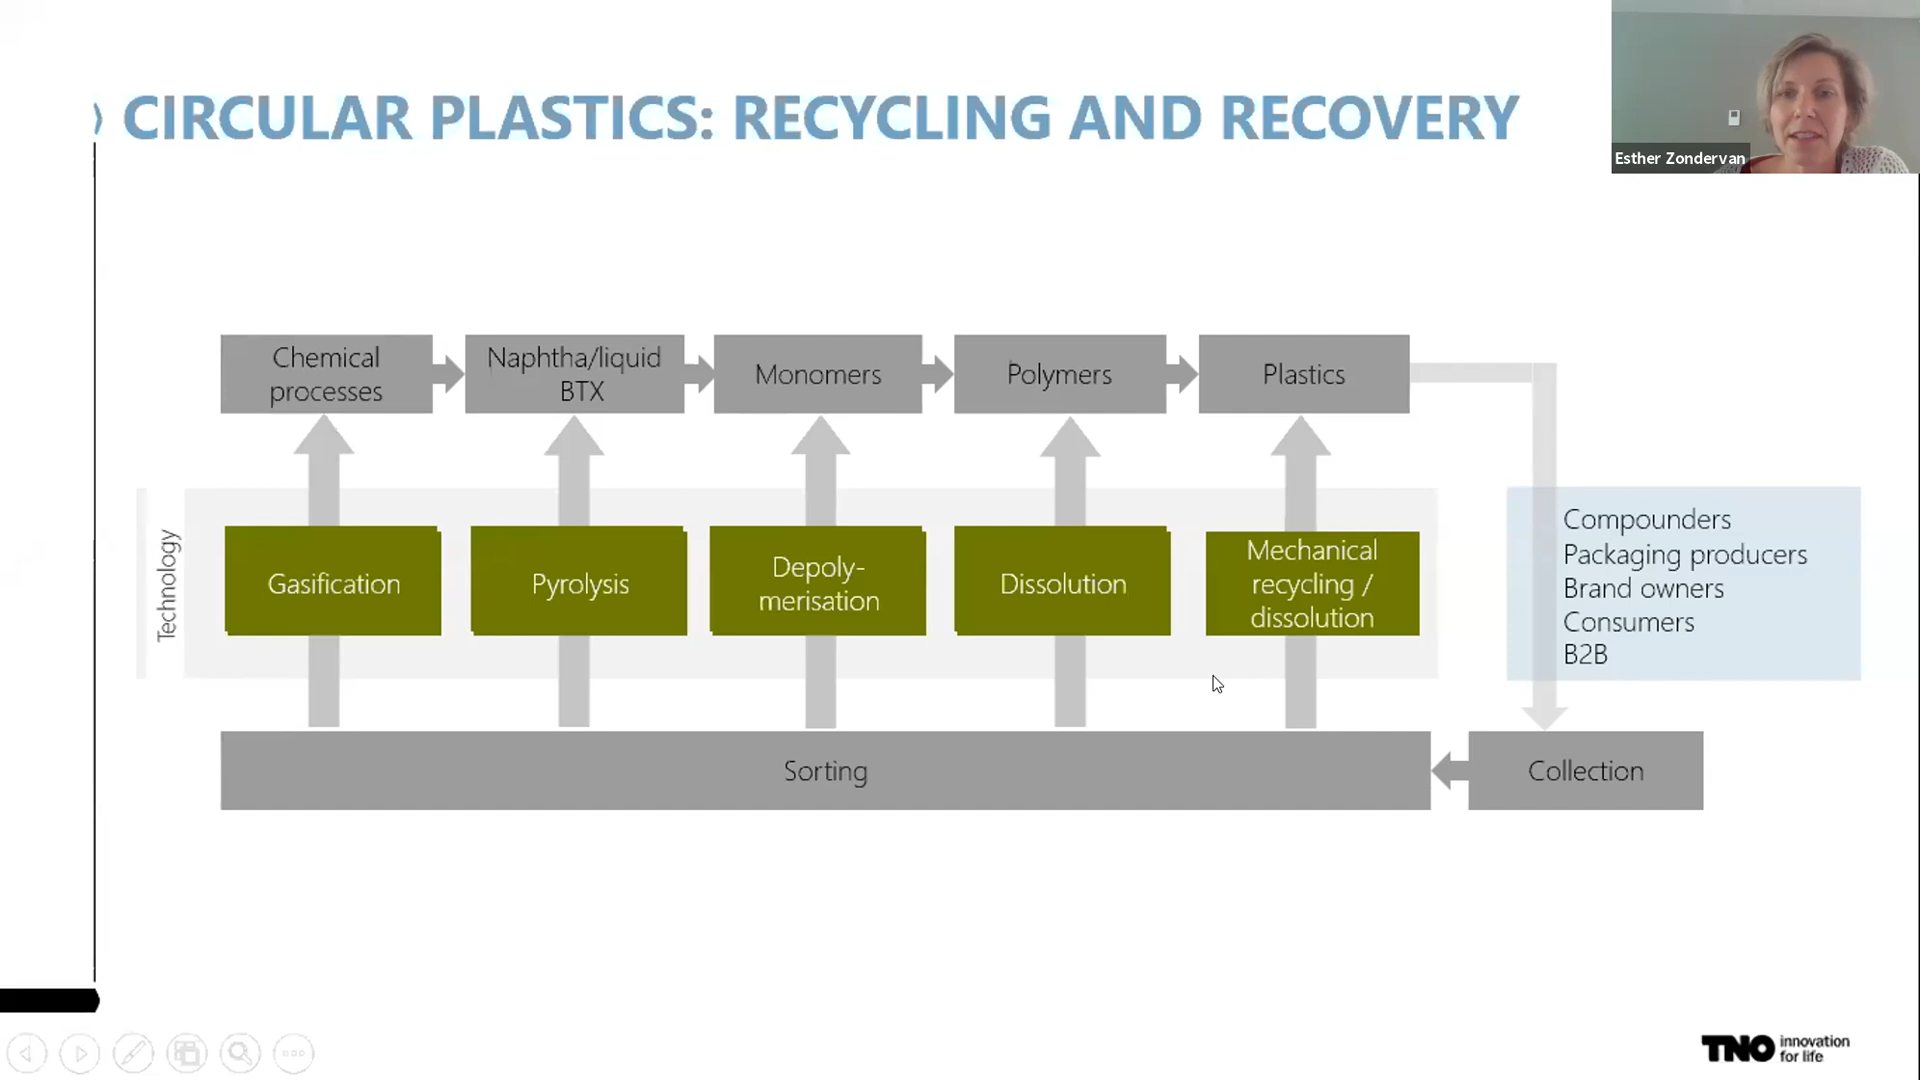 CIRCULAR PLASTICS: RECYCLING AND RECOVERY
Esther Zondervan
Chemical
processes
Naphtha/liquid
BTX
Monomers
Polymers
Plastics
Technology
Gasification
Pyrolysis
Depoly-
merisation
Dissolution
Mechanical
recycling /
dissolution
Compounders
Packaging producers
Brand owners
Consumers
B2B
Sorting
Collection
TNO innovation
for life